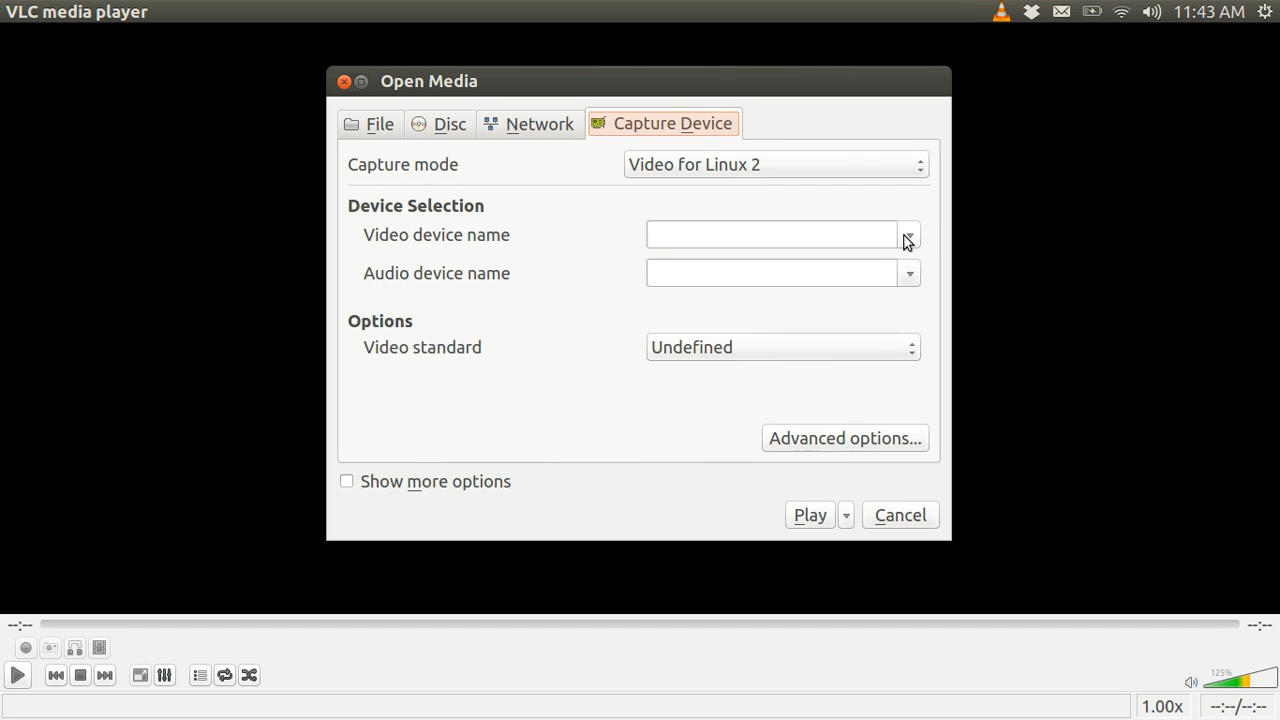 VLC media player
11:43 AM
Open Media
File
Disc
Network
Capture Device
Capture mode
Video for Linux 2
Device Selection
Video device name
Audio device name
Options
Video standard
Undefined
Advanced options...
Show more options
Play
Cancel
--:--
--:--
125%
1.00x
--:--/--:--